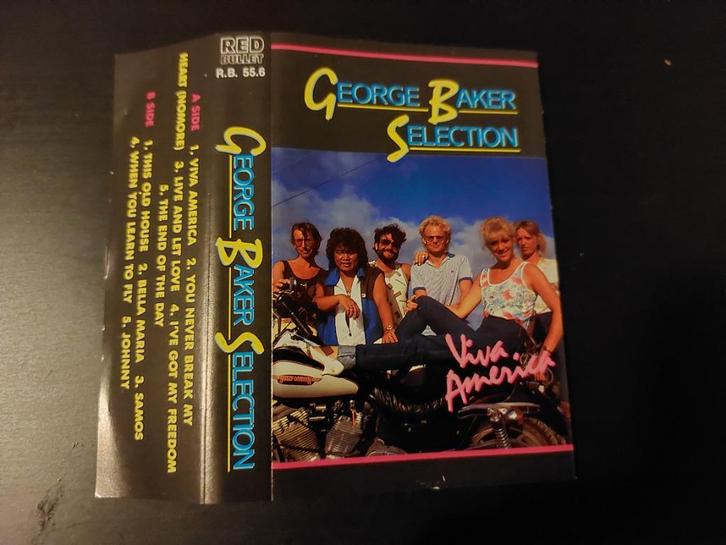 GEORGE BAKER
SELECTION
Viva
America
RED
BULLET
R.B. 55.6
GEORGE BAKER SELECTION
A SIDE 1. VIVA AMERICA 2. YOU NEVER BREAK MY
HEART (NOMORE) 3. LIVE AND LET LOVE 4. I'VE GOT MY FREEDOM
5. THE END OF THE DAY
B SIDE 1. THIS OLD HOUSE 2. BELLA MARIA 3. SAMOS
4. WHEN YOU LEARN TO FLY 5. JOHNNY